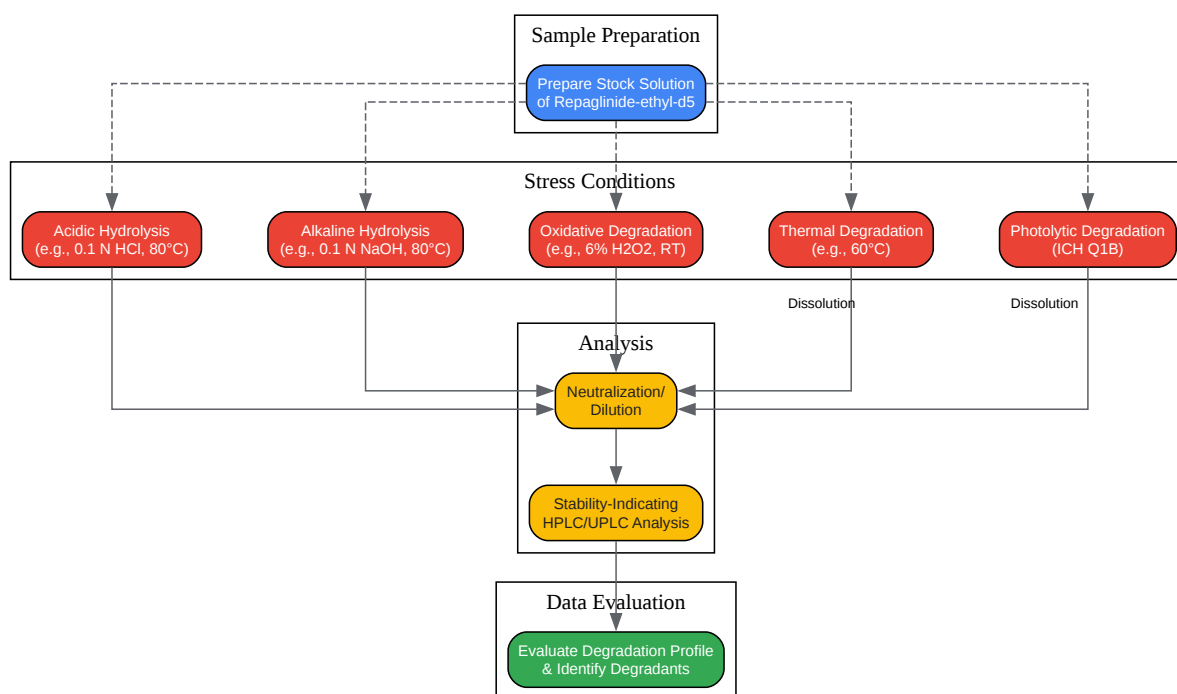 Sample Preparation
Prepare Stock Solution
of Repaglinide-ethyl-d5
Stress Conditions
Acidic Hydrolysis
(e.g., 0.1 N HCl, 80°C)
Alkaline Hydrolysis
(e.g., 0.1 N NaOH, 80°C)
Oxidative Degradation
(e.g., 6% H2O2, RT)
Thermal Degradation
(e.g., 60°C)
Photolytic Degradation
(ICH Q1B)
Dissolution
Dissolution
Analysis
Neutralization/
Dilution
Stability-Indicating
HPLC/UPLC Analysis
Data Evaluation
Evaluate Degradation Profile
& Identify Degradants